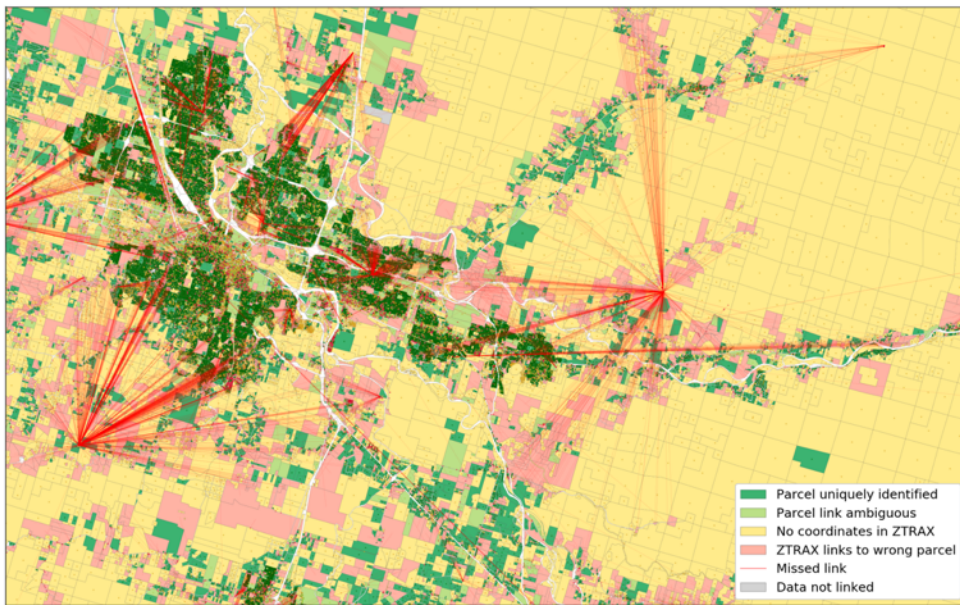 Parcel uniquely identified
Parcel link ambiguous
No coordinates in ZTRAX
ZTRAX links to wrong parcel
Missed link
Data not linked